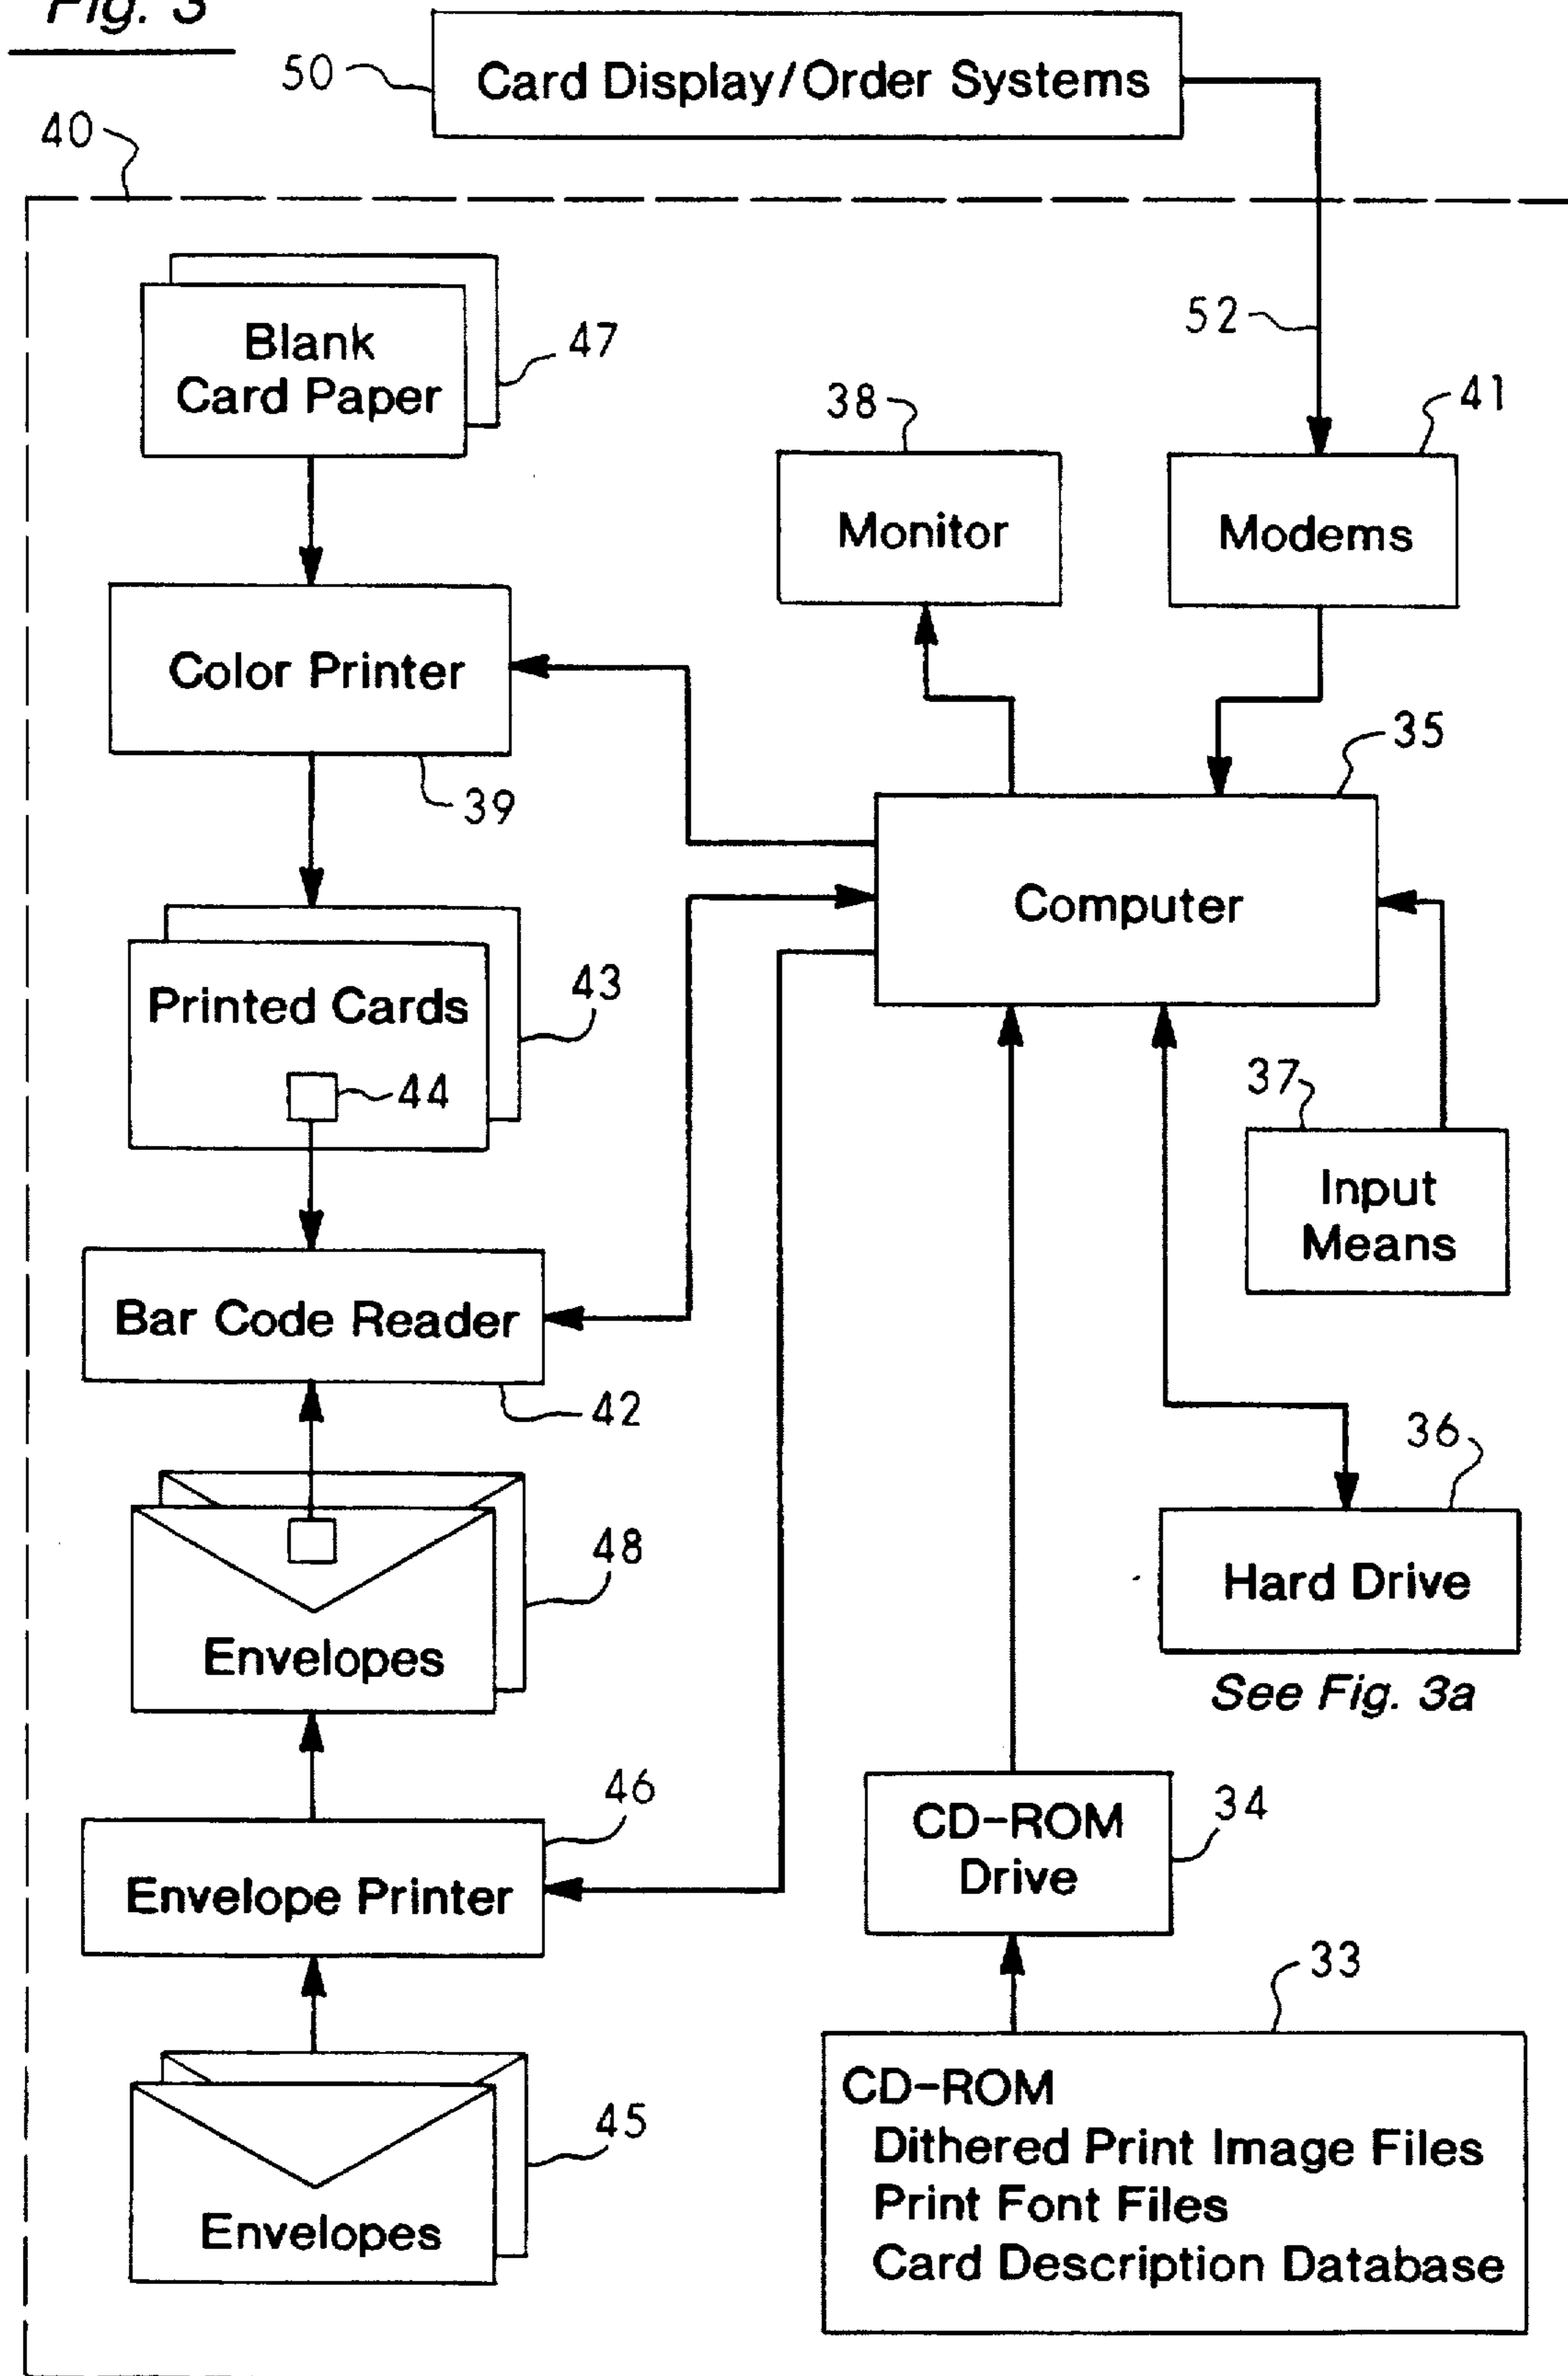 Fig. 3
50
Card Display/Order Systems
40
Blank
Card Paper
47
52
38
41
Monitor
Modems
Color Printer
39
35
Computer
Printed Cards
43
44
37
Input
Means
Bar Code Reader
42
36
48
Hard Drive
Envelopes
See Fig. 3a
46
34
CD-ROM
Drive
Envelope Printer
33
45
CD-ROM
Dithered Print Image Files
Print Font Files
Card Description Database
Envelopes